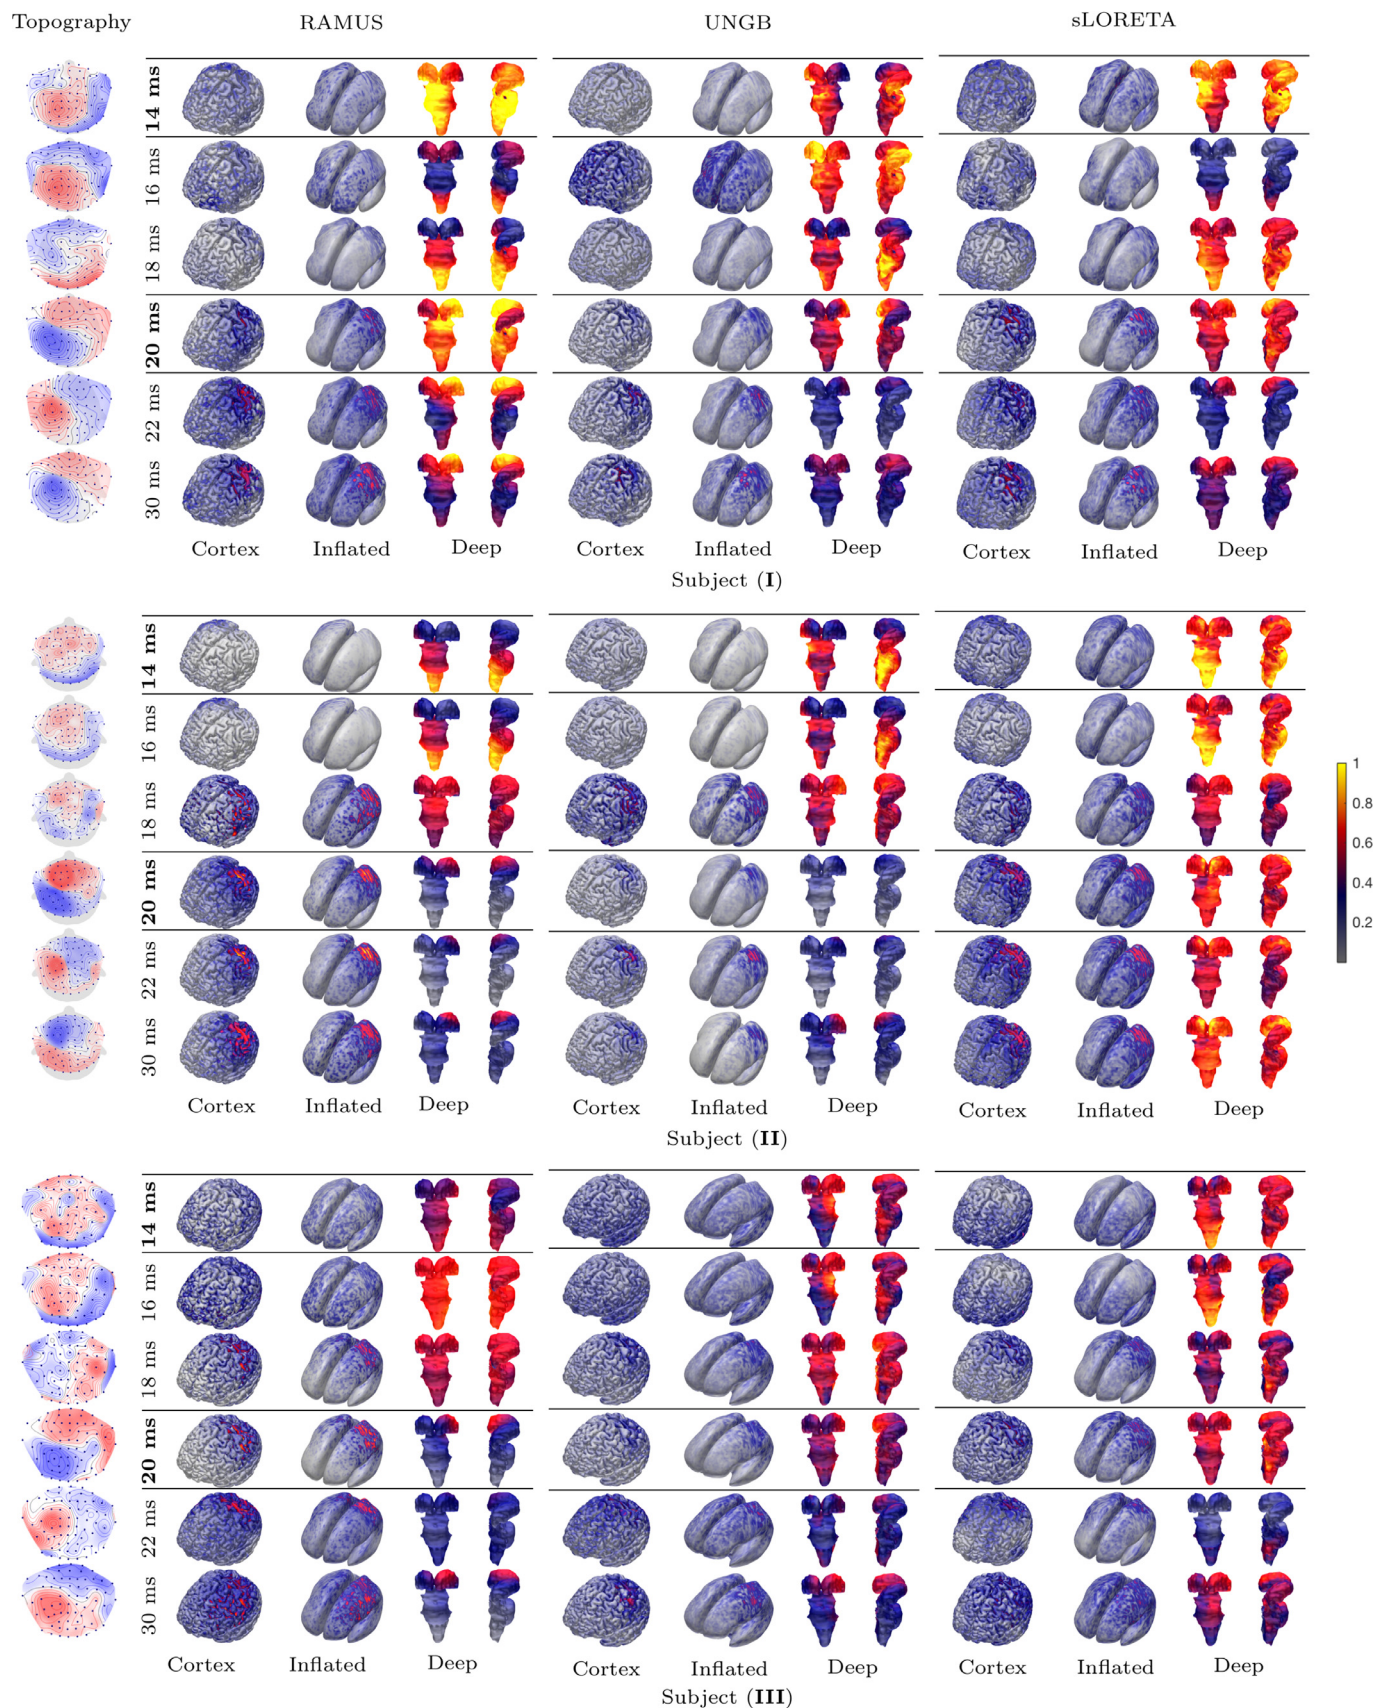 Topography RAMUS UNGB sLORETA
14 ms
16 ms
18 ms
20 ms
22 ms
30 ms
Cortex Inflated Deep Cortex Inflated Deep Cortex Inflated Deep
Subject (I)
14 ms
16 ms
18 ms
20 ms
22 ms
30 ms
1
0.8
0.6
0.4
0.2
Cortex Inflated Deep Cortex Inflated Deep Cortex Inflated Deep
Subject (II)
14 ms
16 ms
18 ms
20 ms
22 ms
30 ms
Cortex Inflated Deep Cortex Inflated Deep Cortex Inflated Deep
Subject (III)